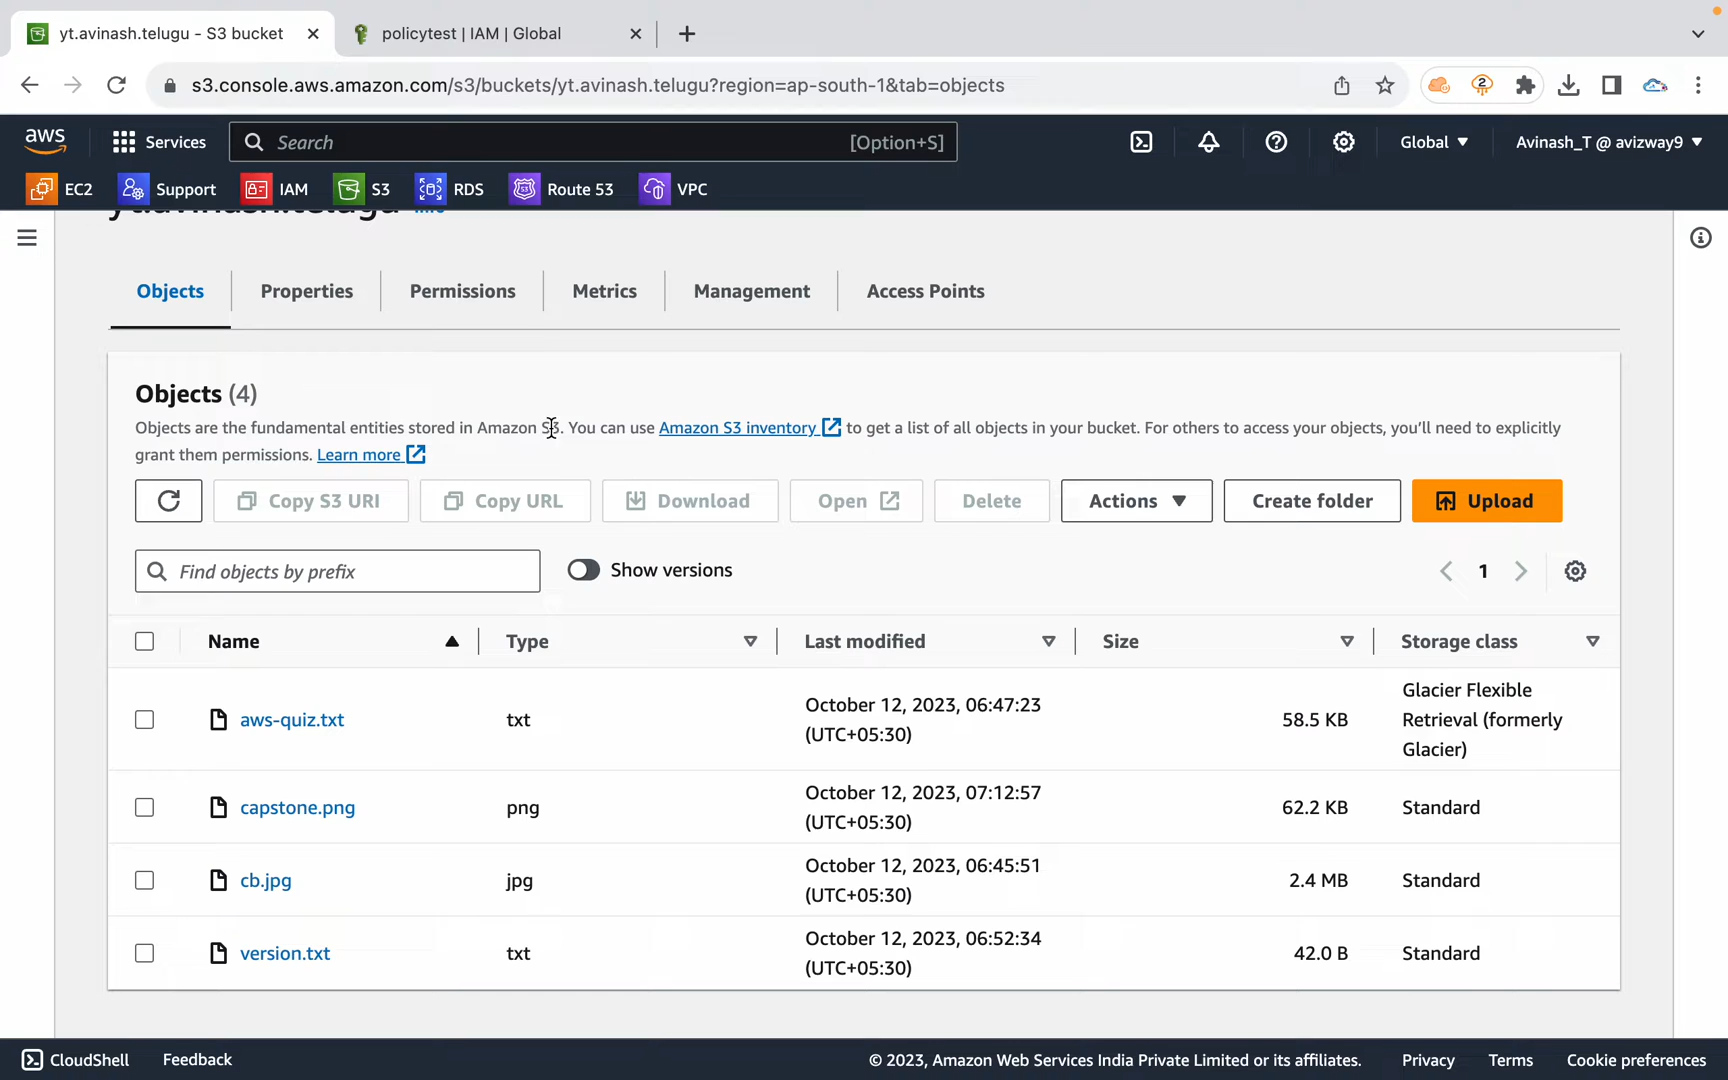 yt.avinash.telugu - S3 bucket
policytest | IAM | Global
s3.console.aws.amazon.com/s3/buckets/yt.avinash.telugu?region=ap-south-1&tab=objects
2
aws
Services
Search
[Option+S]
Global
Avinash_T @ avizway9
EC2
Support
IAM
S3
RDS
Route 53
VPC
yt.avinash.telugu Info
Objects
Properties
Permissions
Metrics
Management
Access Points
Objects (4)
Objects are the fundamental entities stored in Amazon S3. You can use Amazon S3 inventory to get a list of all objects in your bucket. For others to access your objects, you’ll need to explicitly
grant them permissions. Learn more
Copy S3 URI
Copy URL
Download
Open
Delete
Actions
Create folder
Upload
Find objects by prefix
Show versions
1
Name
Type
Last modified
Size
Storage class
aws-quiz.txt
txt
October 12, 2023, 06:47:23
(UTC+05:30)
58.5 KB
Glacier Flexible
Retrieval (formerly
Glacier)
capstone.png
png
October 12, 2023, 07:12:57
(UTC+05:30)
62.2 KB
Standard
cb.jpg
jpg
October 12, 2023, 06:45:51
(UTC+05:30)
2.4 MB
Standard
version.txt
txt
October 12, 2023, 06:52:34
(UTC+05:30)
42.0 B
Standard
CloudShell
Feedback
© 2023, Amazon Web Services India Private Limited or its affiliates.
Privacy
Terms
Cookie preferences